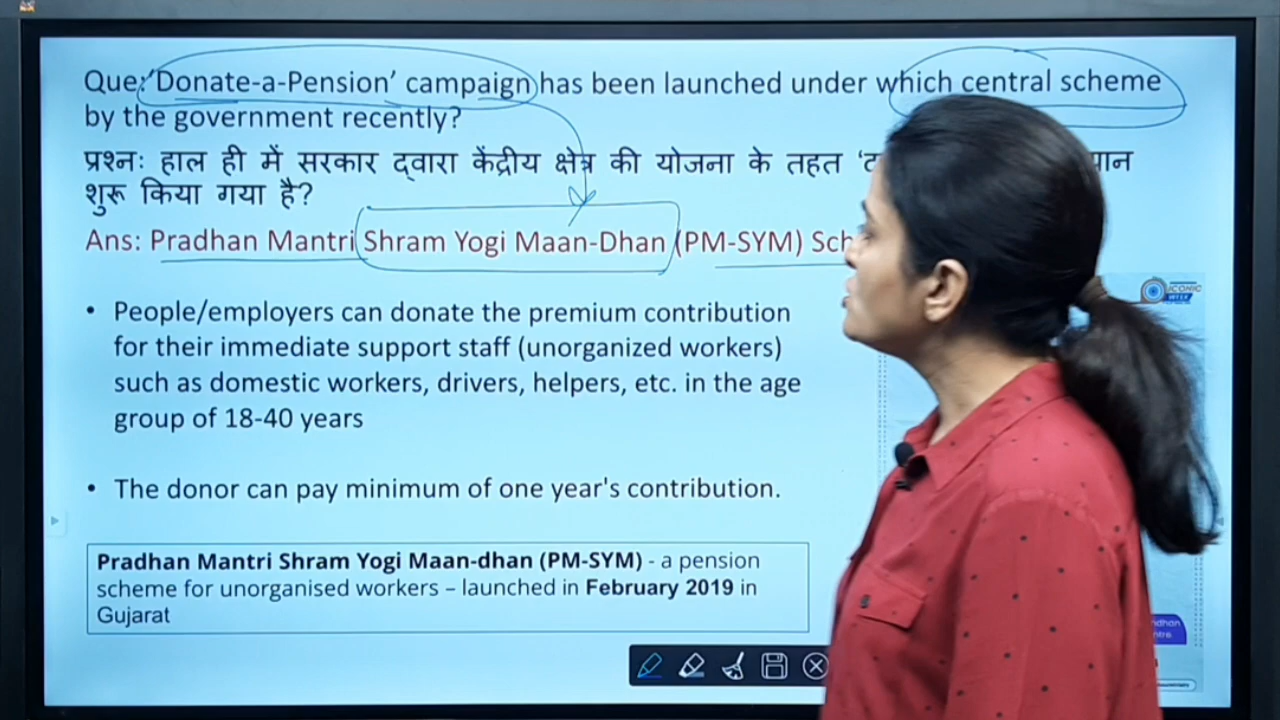 Que:‘Donate-a-Pension’ campaign has been launched under which central scheme
by the government recently?
प्रश्नः हाल ही में सरकार द्वारा केंद्रीय क्षेत्र की योजना के तहत
शुरू किया गया है?
Ans: Pradhan Mantri Shram Yogi Maan-Dhan (PM-SYM)
• People/employers can donate the premium contribution
for their immediate support staff (unorganized workers)
such as domestic workers, drivers, helpers, etc. in the age
group of 18-40 years
• The donor can pay minimum of one year's contribution.
Pradhan Mantri Shram Yogi Maan-dhan (PM-SYM) - a pension
scheme for unorganised workers – launched in February 2019 in
Gujarat
ICONIC
WEEK